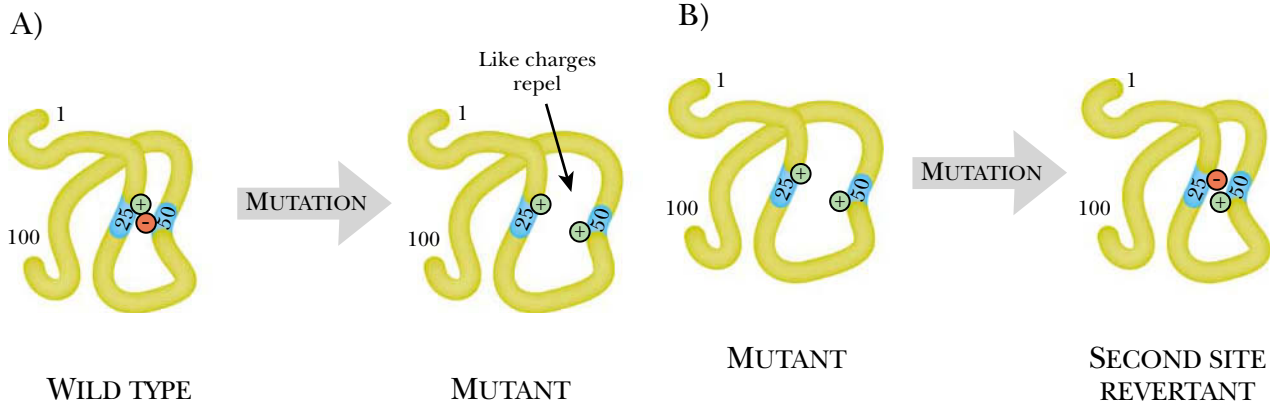 A)
Like charges
repel
1
1
+
25
-
50
100
MUTATION
+
25
+
50
100
WILD TYPE
MUTANT
B)
1
1
+
25
+
50
100
MUTATION
-
25
+
50
100
MUTANT
SECOND SITE
REVERTANT